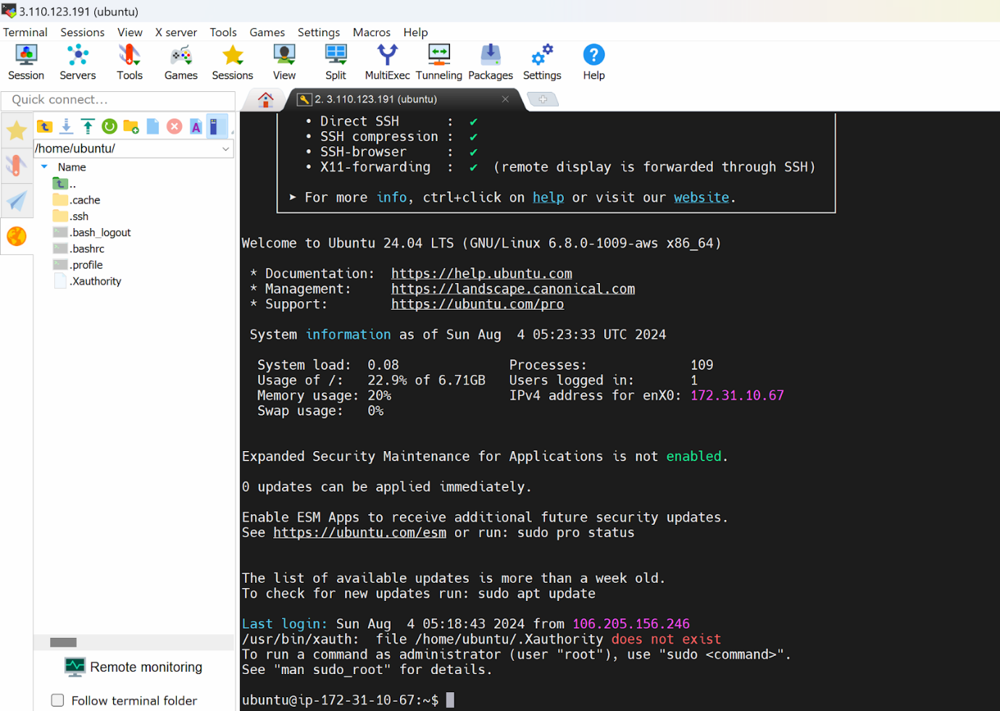 3.110.123.191 (ubuntu)
Terminal Sessions View X server Tools Games Settings Macros Help
Session Servers Tools Games Sessions View Split MultiExec Tunneling Packages Settings Help
Quick connect...
2. 3.110.123.191 (ubuntu)
/home/ubuntu/
Name
..
.cache
.ssh
.bash_logout
.bashrc
.profile
.Xauthority
Remote monitoring
Follow terminal folder
• Direct SSH : ✔
• SSH compression : ✔
• SSH-browser : ✔
• X11-forwarding : ✔ (remote display is forwarded through SSH)
➤ For more info, ctrl+click on help or visit our website.
Welcome to Ubuntu 24.04 LTS (GNU/Linux 6.8.0-1009-aws x86_64)
* Documentation: https://help.ubuntu.com
* Management: https://landscape.canonical.com
* Support: https://ubuntu.com/pro
System information as of Sun Aug 4 05:23:33 UTC 2024
System load: 0.08 Processes: 109
Usage of /: 22.9% of 6.71GB Users logged in: 1
Memory usage: 20% IPv4 address for enX0: 172.31.10.67
Swap usage: 0%
Expanded Security Maintenance for Applications is not enabled.
0 updates can be applied immediately.
Enable ESM Apps to receive additional future security updates.
See https://ubuntu.com/esm or run: sudo pro status
The list of available updates is more than a week old.
To check for new updates run: sudo apt update
Last login: Sun Aug 4 05:18:43 2024 from 106.205.156.246
/usr/bin/xauth: file /home/ubuntu/.Xauthority does not exist
To run a command as administrator (user "root"), use "sudo <command>".
See "man sudo_root" for details.
ubuntu@ip-172-31-10-67:~$